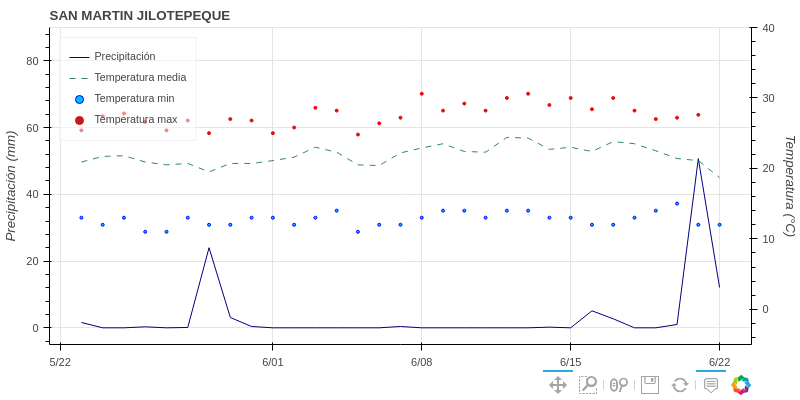 SAN MARTIN JILOTEPEQUE
Precipitación
Temperatura media
Temperatura min
Temperatura max
Precipitación (mm)
80
60
40
20
0
Temperatura (°C)
40
30
20
10
0
5/22
6/01
6/08
6/15
6/22